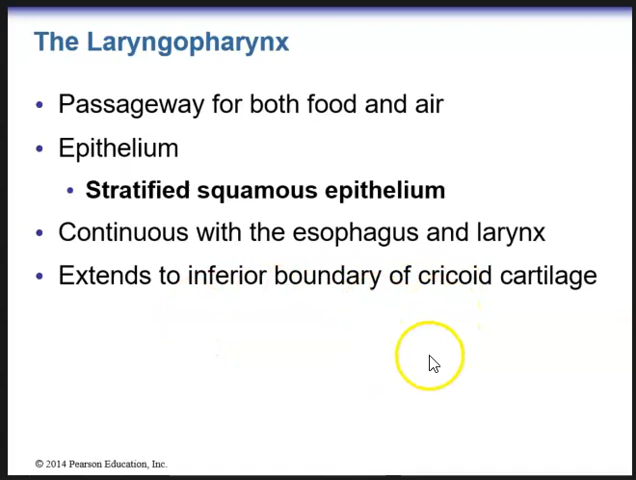 The Laryngopharynx
• Passageway for both food and air
• Epithelium
• Stratified squamous epithelium
• Continuous with the esophagus and larynx
• Extends to inferior boundary of cricoid cartilage
© 2014 Pearson Education, Inc.